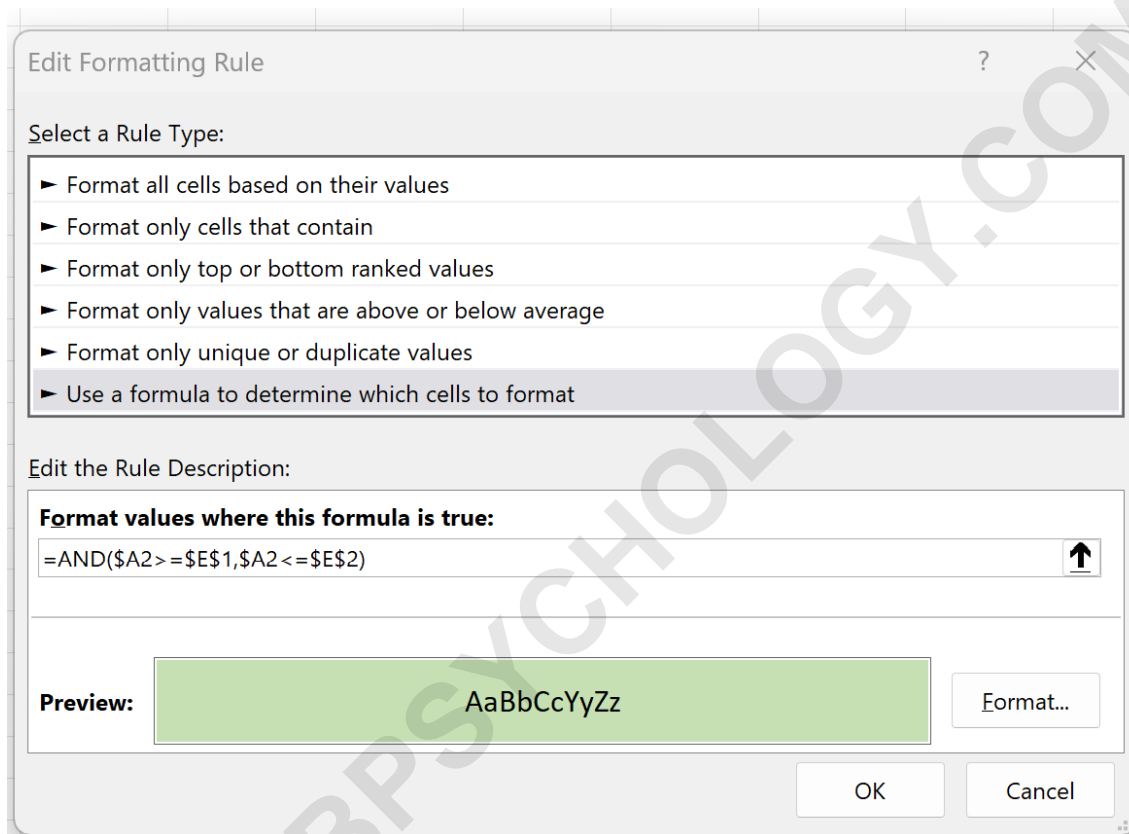 Edit Formatting Rule ? ×
Select a Rule Type:
► Format all cells based on their values
► Format only cells that contain
► Format only top or bottom ranked values
► Format only values that are above or below average
► Format only unique or duplicate values
► Use a formula to determine which cells to format
Edit the Rule Description:
Format values where this formula is true:
=AND($A2>=$E$1,$A2<=$E$2)
Preview: AaBbCcYyZz Format...
OK Cancel
BPSYCHOLOGY.COM